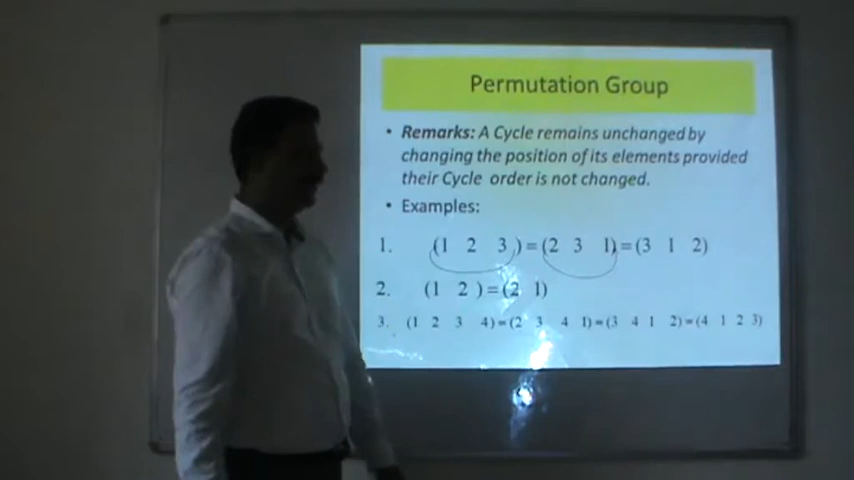 Permutation Group
• Remarks: A Cycle remains unchanged by
changing the position of its elements provided
their Cycle order is not changed.
• Examples:
1. (1 2 3) = (2 3 1) = (3 1 2)
2. (1 2 ) = (2 1)
3. (1 2 3 4) = (2 3 4 1) = (3 4 1 2) = (4 1 2 3)